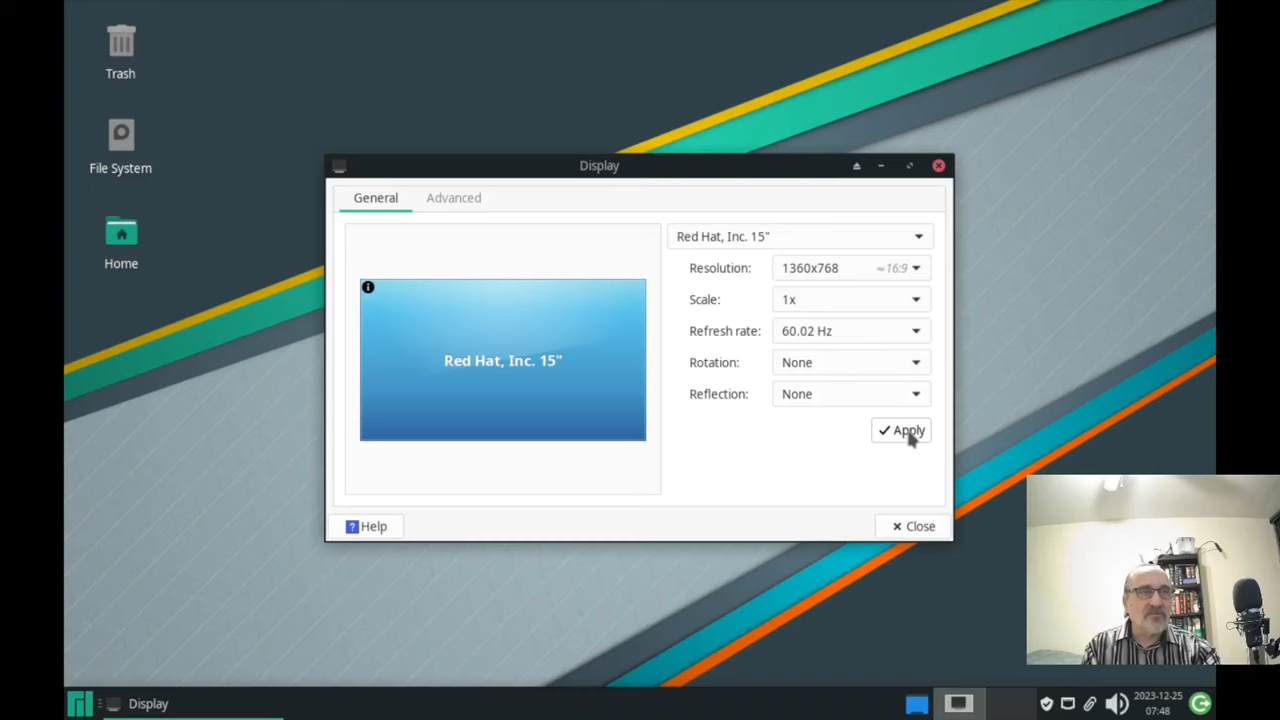 Trash
File System
Home
Display
General
Advanced
Red Hat, Inc. 15"
Red Hat, Inc. 15"
Resolution:
1360x768
≈16:9
Scale:
1x
Refresh rate:
60.02 Hz
Rotation:
None
Reflection:
None
Apply
? Help
Close
Display
2023-12-25
07:48